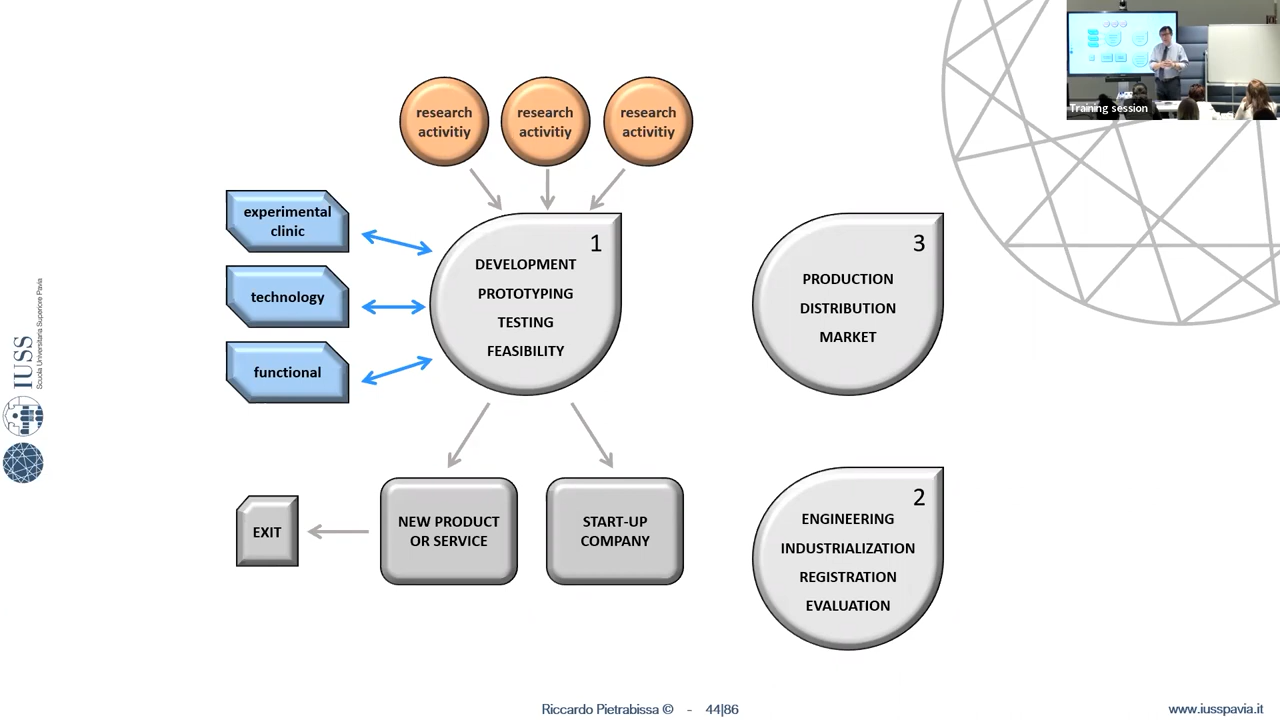 Training session
research
activitiy
research
activitiy
research
activitiy
experimental
clinic
technology
functional
1
DEVELOPMENT
PROTOTYPING
TESTING
FEASIBILITY
3
PRODUCTION
DISTRIBUTION
MARKET
EXIT
NEW PRODUCT
OR SERVICE
START-UP
COMPANY
2
ENGINEERING
INDUSTRIALIZATION
REGISTRATION
EVALUATION
IUSS
Scuola Universitaria Superiore Pavia
Riccardo Pietrabissa © - 44|86
www.iusspavia.it